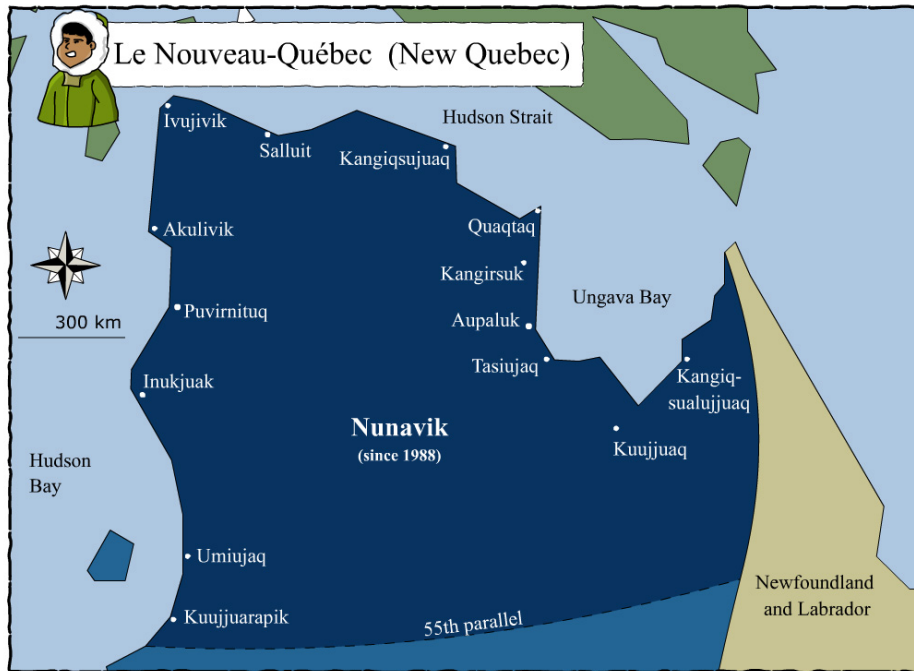 Le Nouveau-Québec (New Quebec)
Ivujivik
Salluit
Hudson Strait
Kangiqsujuaq
Akulivik
Quaqtaq
Kangirsuk
Ungava Bay
300 km
Puvirnituq
Aupaluk
Tasiujaq
Kangiq-
sualujjuaq
Inukjuak
Nunavik
(since 1988)
Kuujjuaq
Hudson
Bay
Umiujaq
Newfoundland
and Labrador
Kuujjuarapik
55th parallel